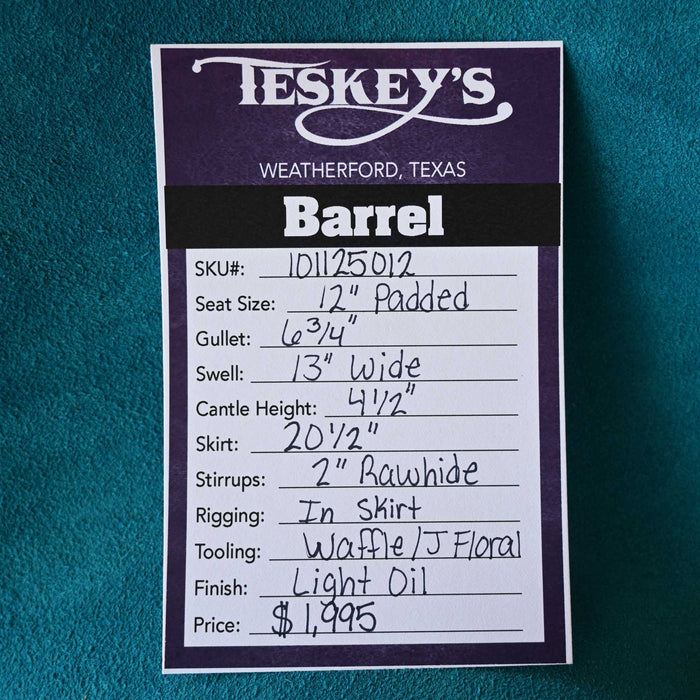 TESKEY'S
WEATHERFORD, TEXAS
Barrel
SKU#: 101125012
Seat Size: 12" Padded
Gullet: 6 3/4"
Swell: 13" Wide
Cantle Height: 4 1/2"
Skirt: 20 1/2"
Stirrups: 2" Rawhide
Rigging: In Skirt
Tooling: Waffle/J Floral
Finish: Light Oil
Price: $1,995